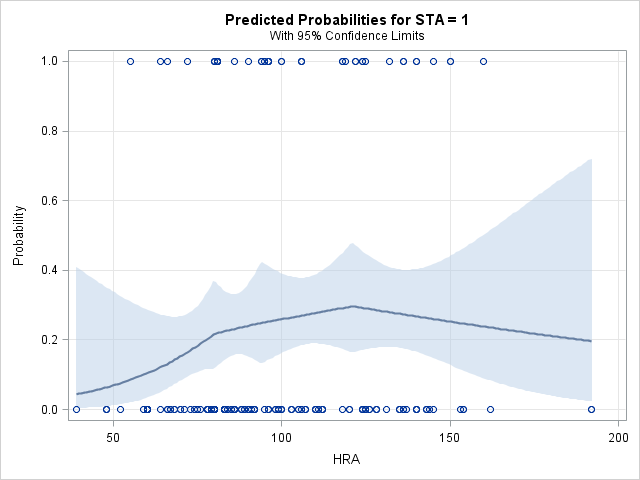 Predicted Probabilities for STA = 1
With 95% Confidence Limits
1.0
0.8
0.6
0.4
0.2
0.0
Probability
50
100
150
200
HRA